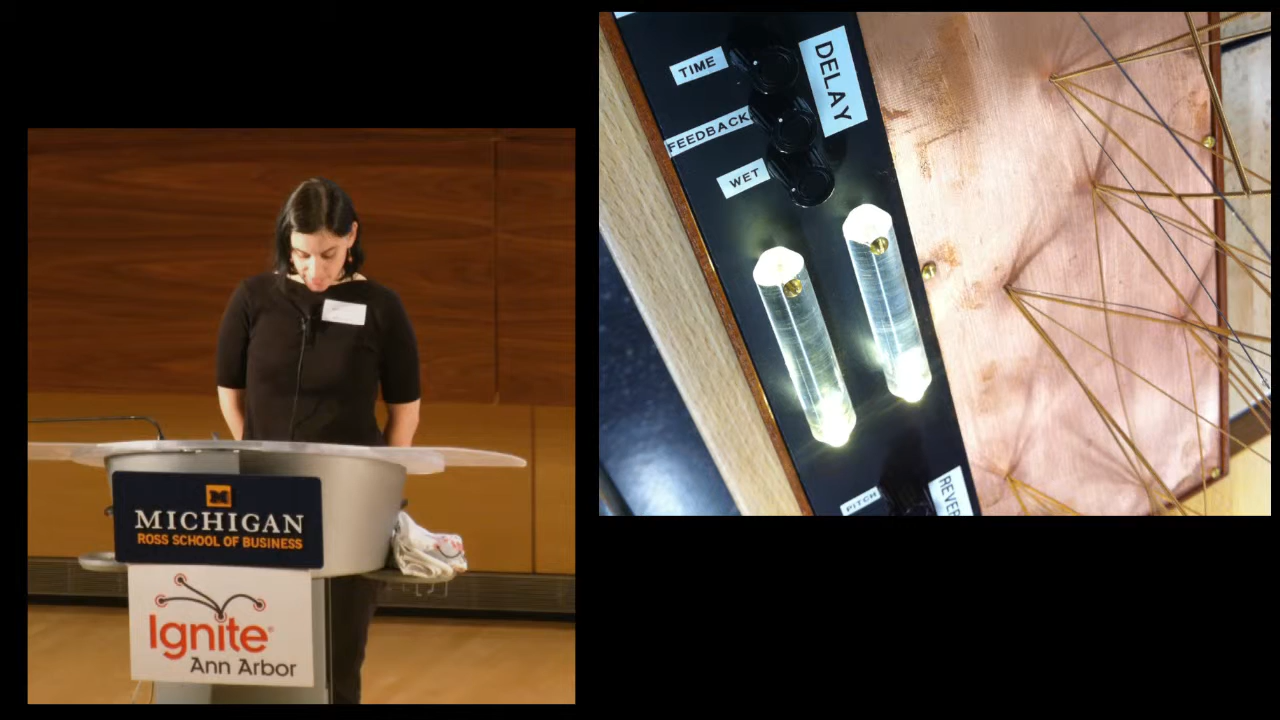 MICHIGAN
ROSS SCHOOL OF BUSINESS
Ignite
Ann Arbor
TIME
DELAY
FEEDBACK
WET
PITCH